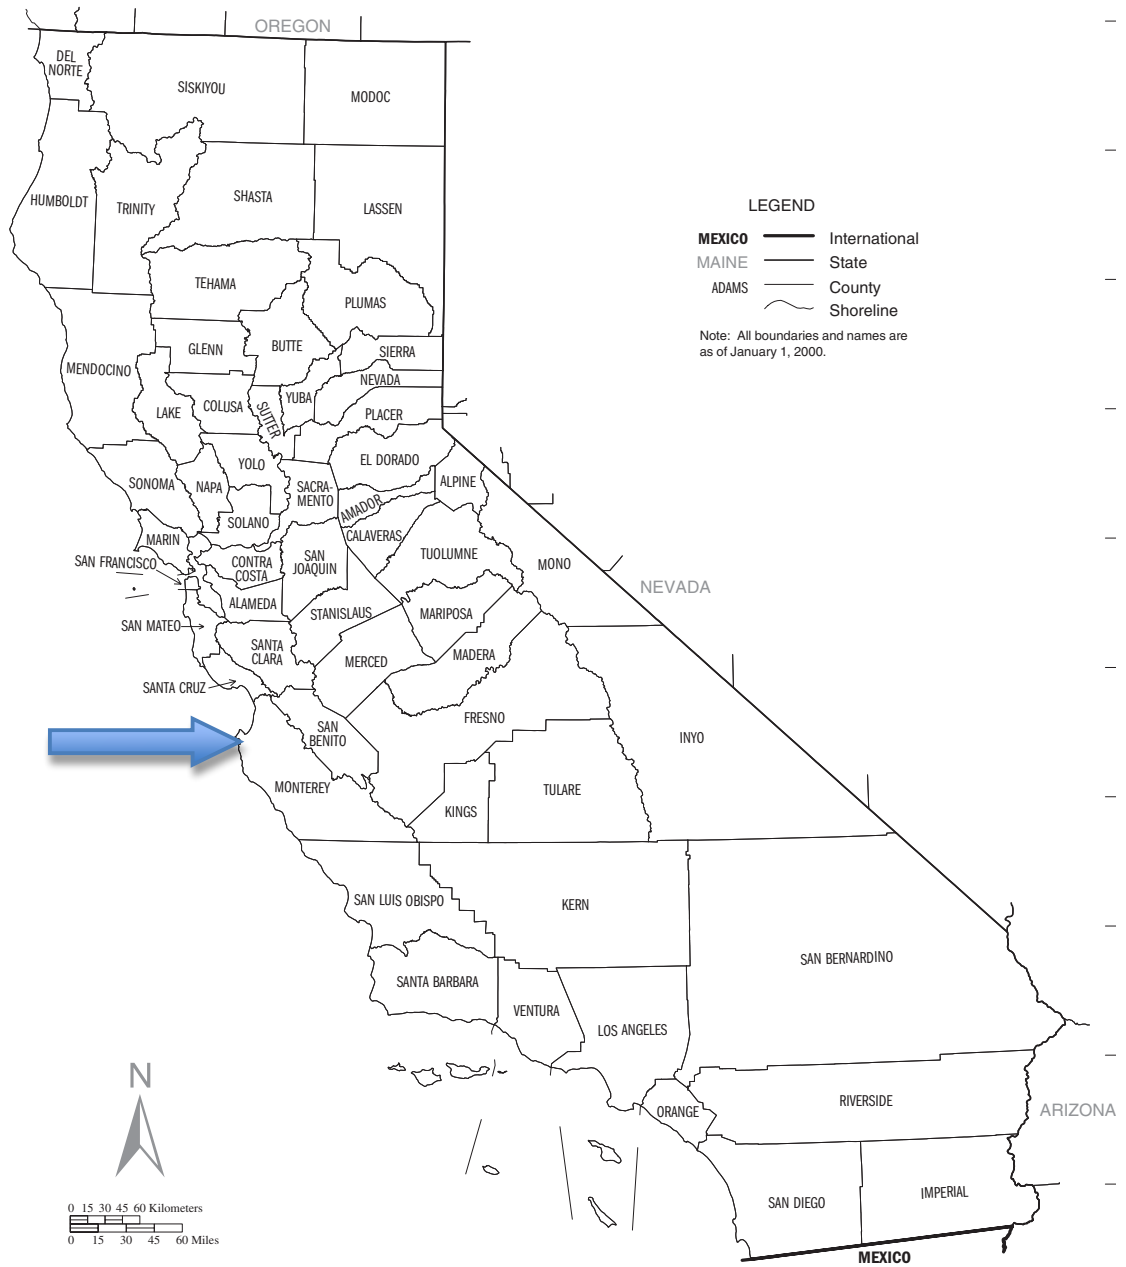 OREGON
DEL
NORTE
SISKIYOU
MODOC
HUMBOLDT
TRINITY
SHASTA
LASSEN
LEGEND
MEXICO International
MAINE State
ADAMS County
Shoreline
Note: All boundaries and names are
as of January 1, 2000.
TEHAMA
PLUMAS
GLENN
BUTTE
SIERRA
MENDOCINO
NEVADA
YUBA
LAKE
COLUSA
SUTTER
PLACER
YOLO
EL DORADO
SONOMA
NAPA
SACRA-
MENTO
ALPINE
AMADOR
SOLANO
CALAVERAS
MARIN
TUOLUMNE
SAN FRANCISCO
CONTRA
COSTA
SAN
JOAQUIN
MONO
NEVADA
ALAMEDA
STANISLAUS
MARIPOSA
SAN MATEO
SANTA
CLARA
MERCED
MADERA
SANTA CRUZ
FRESNO
SAN
BENITO
INYO
MONTEREY
TULARE
KINGS
SAN LUIS OBISPO
KERN
SAN BERNARDINO
SANTA BARBARA
VENTURA
LOS ANGELES
N
ORANGE
RIVERSIDE
ARIZONA
SAN DIEGO
IMPERIAL
0 15 30 45 60 Kilometers
0 15 30 45 60 Miles
MEXICO